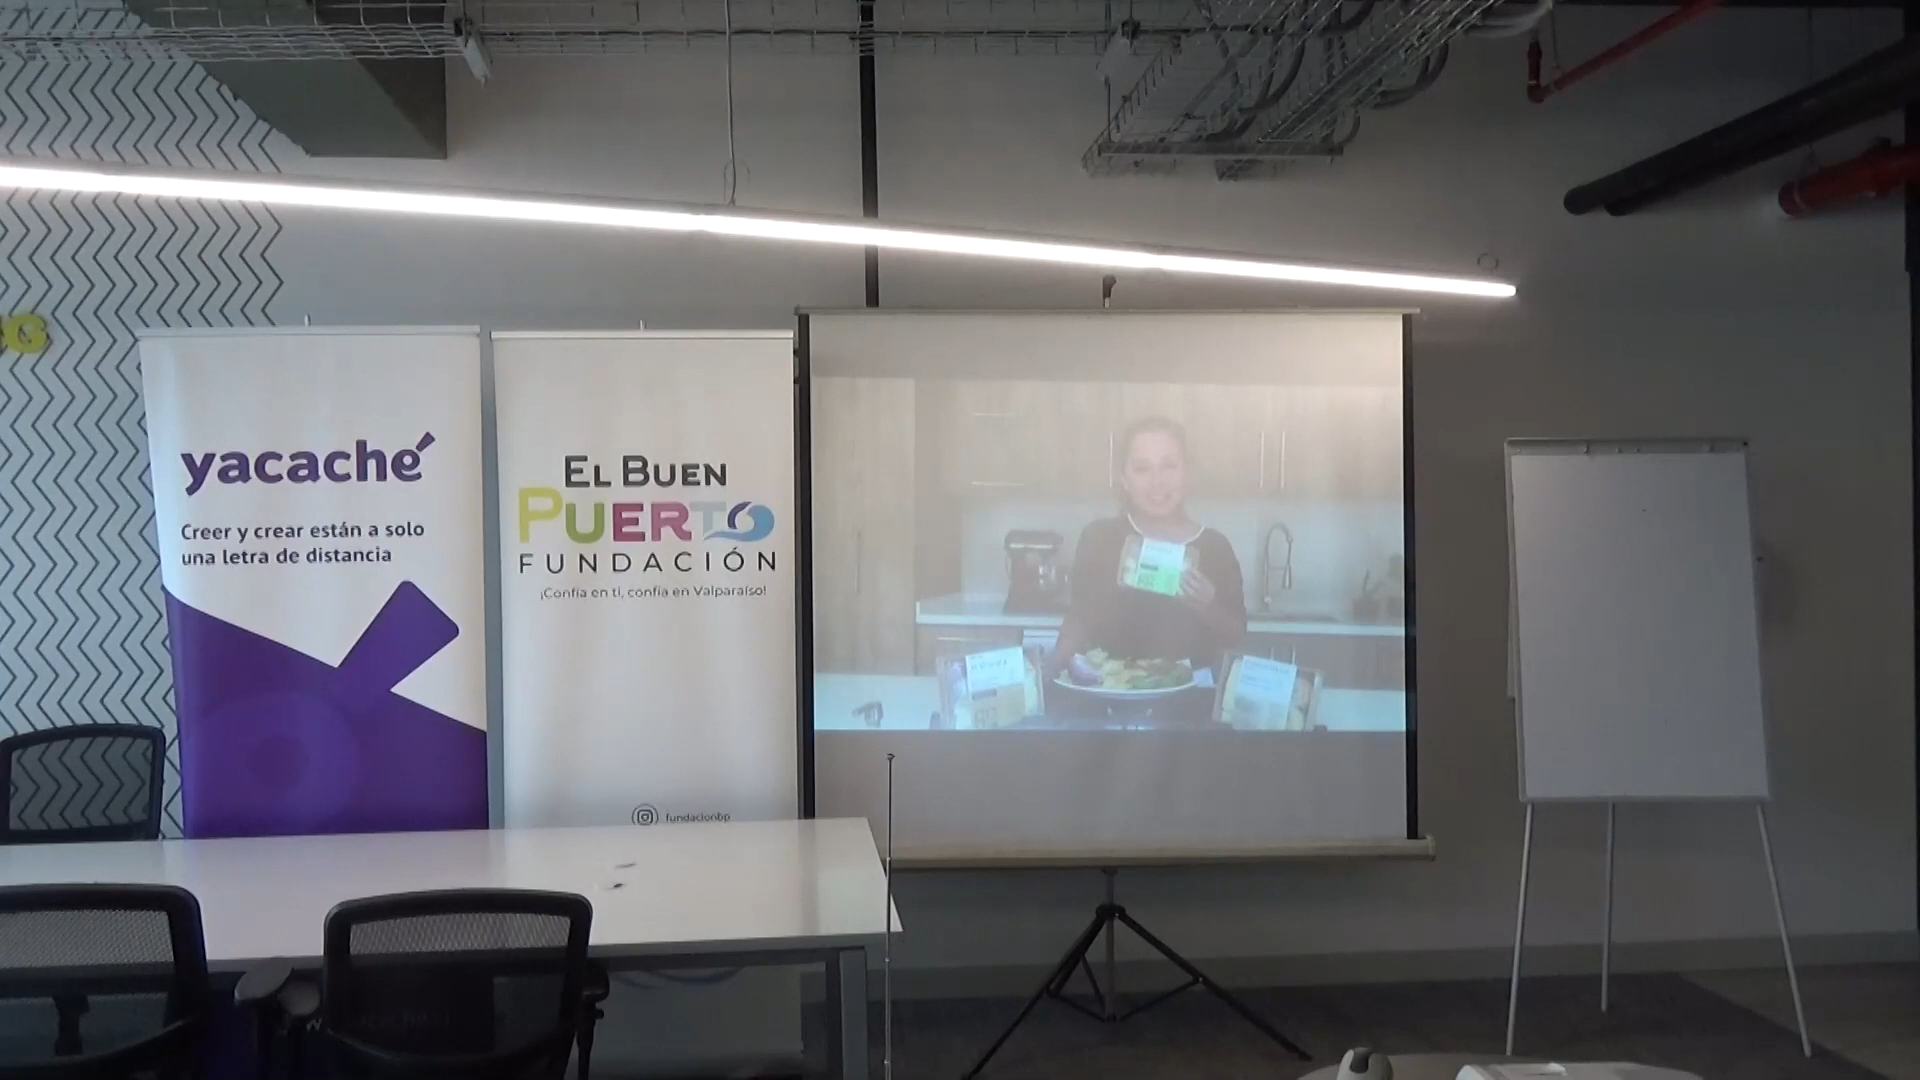 yacaché
Creer y crear están a solo
una letra de distancia
EL BUEN
PUERTO
FUNDACIÓN
¡Confía en ti, confía en Valparaíso!
fundacionbp